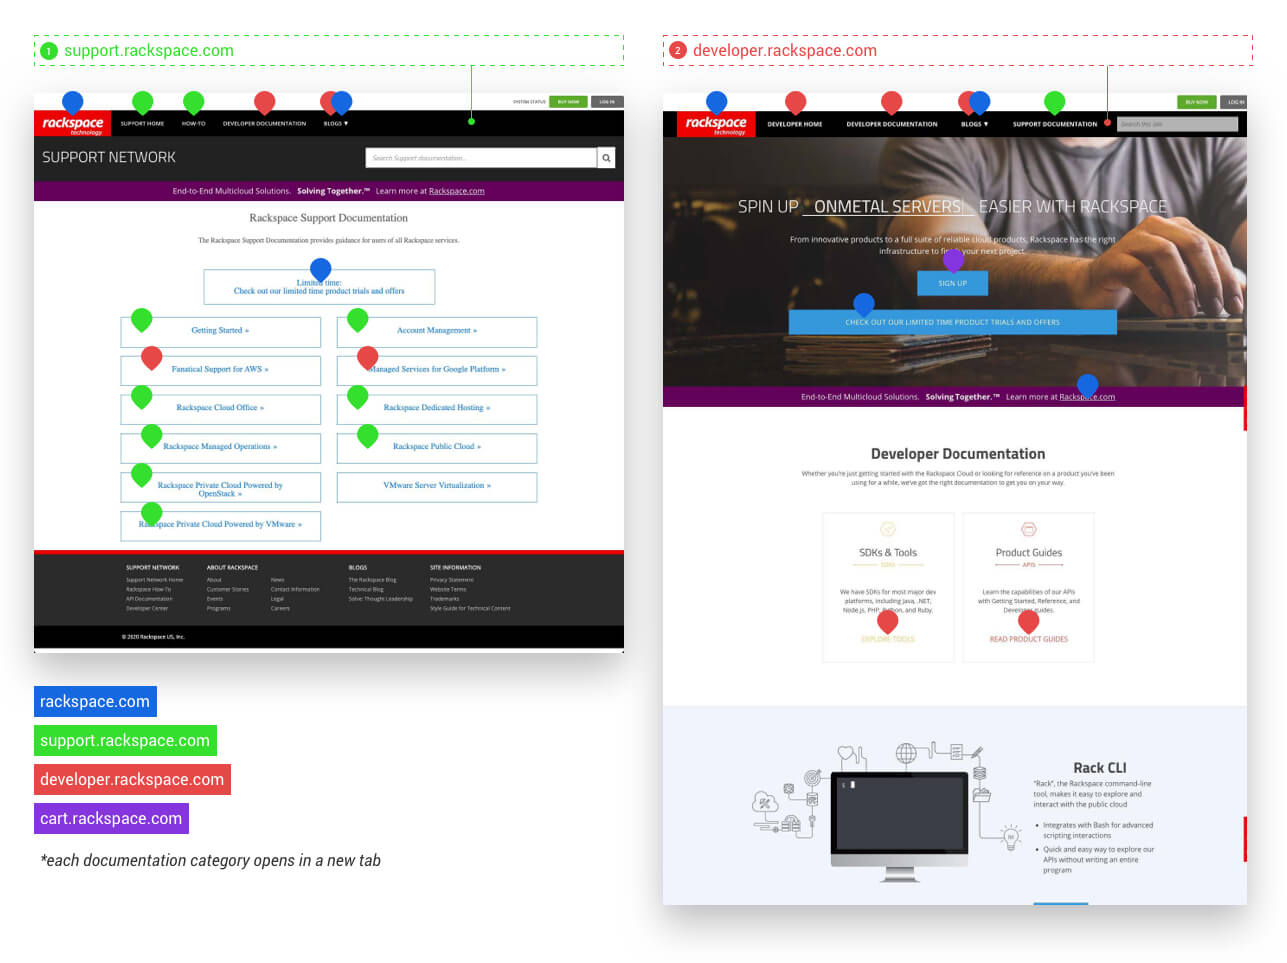 1 support.rackspace.com
SYSTEM STATUS BUY NOW LOG IN
rackspace technology
SUPPORT HOME HOW-TO DEVELOPER DOCUMENTATION BLOGS ▼
SUPPORT NETWORK
Search Support documentation...
End-to-End Multicloud Solutions. Solving Together.™ Learn more at Rackspace.com
Rackspace Support Documentation
The Rackspace Support Documentation provides guidance for users of all Rackspace services.
Limited time:
Check out our limited time product trials and offers
Getting Started »
Account Management »
Fanatical Support for AWS »
Managed Services for Google Platform »
Rackspace Cloud Office »
Rackspace Dedicated Hosting »
Rackspace Managed Operations »
Rackspace Public Cloud »
Rackspace Private Cloud Powered by
OpenStack »
VMware Server Virtualization »
Rackspace Private Cloud Powered by VMware »
SUPPORT NETWORK
Support Network Home
Rackspace How-To
API Documentation
Developer Center
ABOUT RACKSPACE
About
Customer Stories
Events
Programs
News
Contact Information
Legal
Careers
BLOGS
The Rackspace Blog
Technical Blog
Solve: Thought Leadership
SITE INFORMATION
Privacy Statement
Website Terms
Trademarks
Style Guide for Technical Content
© 2020 Rackspace US, Inc.
rackspace.com
support.rackspace.com
developer.rackspace.com
cart.rackspace.com
*each documentation category opens in a new tab
2 developer.rackspace.com
BUY NOW LOG IN
rackspace technology
DEVELOPER HOME DEVELOPER DOCUMENTATION BLOGS ▼ SUPPORT DOCUMENTATION
Search this site
SPIN UP ONMETAL SERVERS EASIER WITH RACKSPACE
From innovative products to a full suite of reliable cloud products, Rackspace has the right
infrastructure to fit your next project.
SIGN UP
CHECK OUT OUR LIMITED TIME PRODUCT TRIALS AND OFFERS
End-to-End Multicloud Solutions. Solving Together.™ Learn more at Rackspace.com
Developer Documentation
Whether you're just getting started with the Rackspace Cloud or looking for reference on a product you've been
using for a while, we've got the right documentation to get you on your way.
SDKs & Tools
SDKS
We have SDKs for most major dev
platforms, including Java, .NET,
Node.js, PHP, Python, and Ruby.
EXPLORE TOOLS
Product Guides
APIS
Learn the capabilities of our APIs
with Getting Started, Reference, and
Developer Guides.
READ PRODUCT GUIDES
$
Rack CLI
"Rack", the Rackspace command-line
tool, makes it easy to explore and
interact with the public cloud
• Integrates with Bash for advanced
scripting interactions
• Quick and easy way to explore our
APIs without writing an entire
program